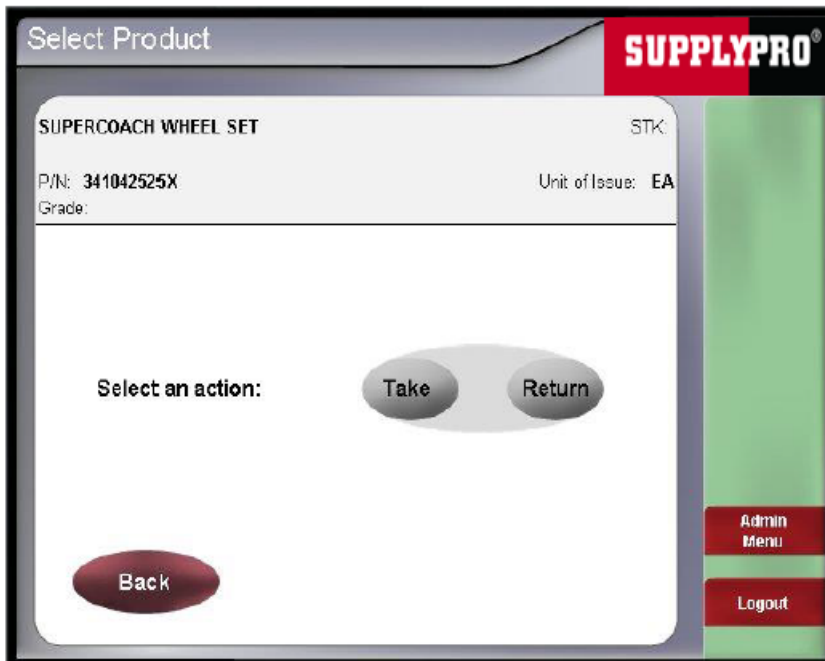 Select Product
SUPPLYPRO®
SUPERCOACH WHEEL SET STK:
P/N: 341042525X Unit of Issue: EA
Grade:
Select an action: Take Return
Admin
Menu
Back
Logout